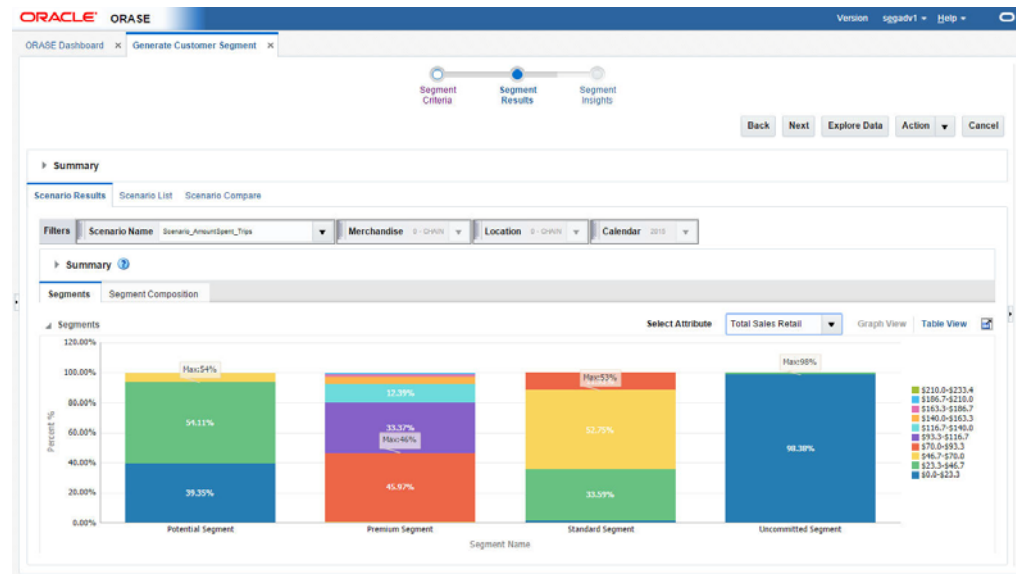 ORACLE® ORASE Version sggadv1 Help
ORASE Dashboard × Generate Customer Segment ×
Segment Criteria Segment Results Segment Insights
Back Next Explore Data Action Cancel
Summary
Scenario Results Scenario List Scenario Compare
Filters Scenario Name Scenario_AmountSpent_Trips Merchandise 0 - CHAIN Location 0 - CHAIN Calendar 2015
Summary ?
Segments Segment Composition
Segments Select Attribute Total Sales Retail Graph View Table View
120.00%
100.00%
80.00%
60.00%
40.00%
20.00%
0.00%
Percent %
Max:54%
54.11%
39.35%
12.39%
33.37%
Max:46%
45.97%
Max:53%
52.75%
33.59%
Max:98%
98.38%
Potential Segment Premium Segment Standard Segment Uncommitted Segment
Segment Name
$210.0-$233.4
$186.7-$210.0
$163.3-$186.7
$140.0-$163.3
$116.7-$140.0
$93.3-$116.7
$70.0-$93.3
$46.7-$70.0
$23.3-$46.7
$0.0-$23.3